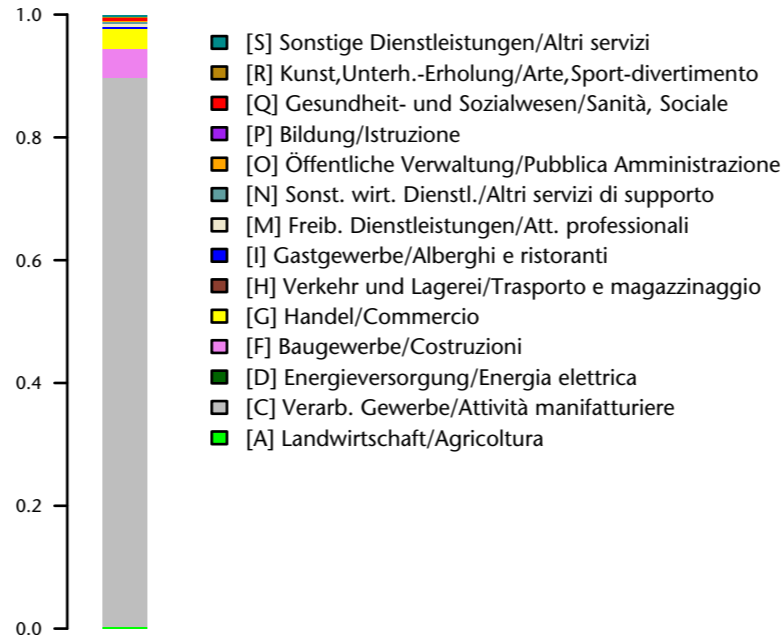 1.0
0.8
0.6
0.4
0.2
0.0
[S] Sonstige Dienstleistungen/Altri servizi
[R] Kunst,Unterh.-Erholung/Arte,Sport-divertimento
[Q] Gesundheit- und Sozialwesen/Sanità, Sociale
[P] Bildung/Istruzione
[O] Öffentliche Verwaltung/Pubblica Amministrazione
[N] Sonst. wirt. Dienstl./Altri servizi di supporto
[M] Freib. Dienstleistungen/Att. professionali
[I] Gastgewerbe/Alberghi e ristoranti
[H] Verkehr und Lagerei/Trasporto e magazzinaggio
[G] Handel/Commercio
[F] Baugewerbe/Costruzioni
[D] Energieversorgung/Energia elettrica
[C] Verarb. Gewerbe/Attività manifatturiere
[A] Landwirtschaft/Agricoltura